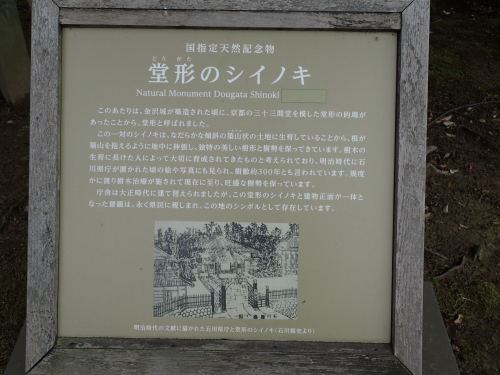 国指定天然記念物
どう がた
堂形のシイノキ
Natural Monument Dougata Shinoki
このあたりは、金沢城が築造された頃に、京都の三十三間堂を模した堂形の的場が
あったことから、堂形と呼ばれました。
この一対のシイノキは、なだらかな傾斜の築山状の土地に生育していることから、根が
築山を抱えるように地中に伸張し、独特の美しい樹形と樹勢を保ってきています。樹木の
生育に長けた人によって大切に育成されてきたものと考えられており、明治時代に石
川県庁が置かれた頃の絵や写真にも見られ、樹齢約300年とも言われています。幾度
かに渡り樹木治療が施されて現在に至り、旺盛な樹勢を保っています。
庁舎は大正時代に建て替えられましたが、この堂形のシイノキと建物正面が一体と
なった景観は、永く県民に親しまれ、この地のシンボルとして存在しています。
明治時代の文献に描かれた石川県庁と堂形のシイノキ(石川県史より)